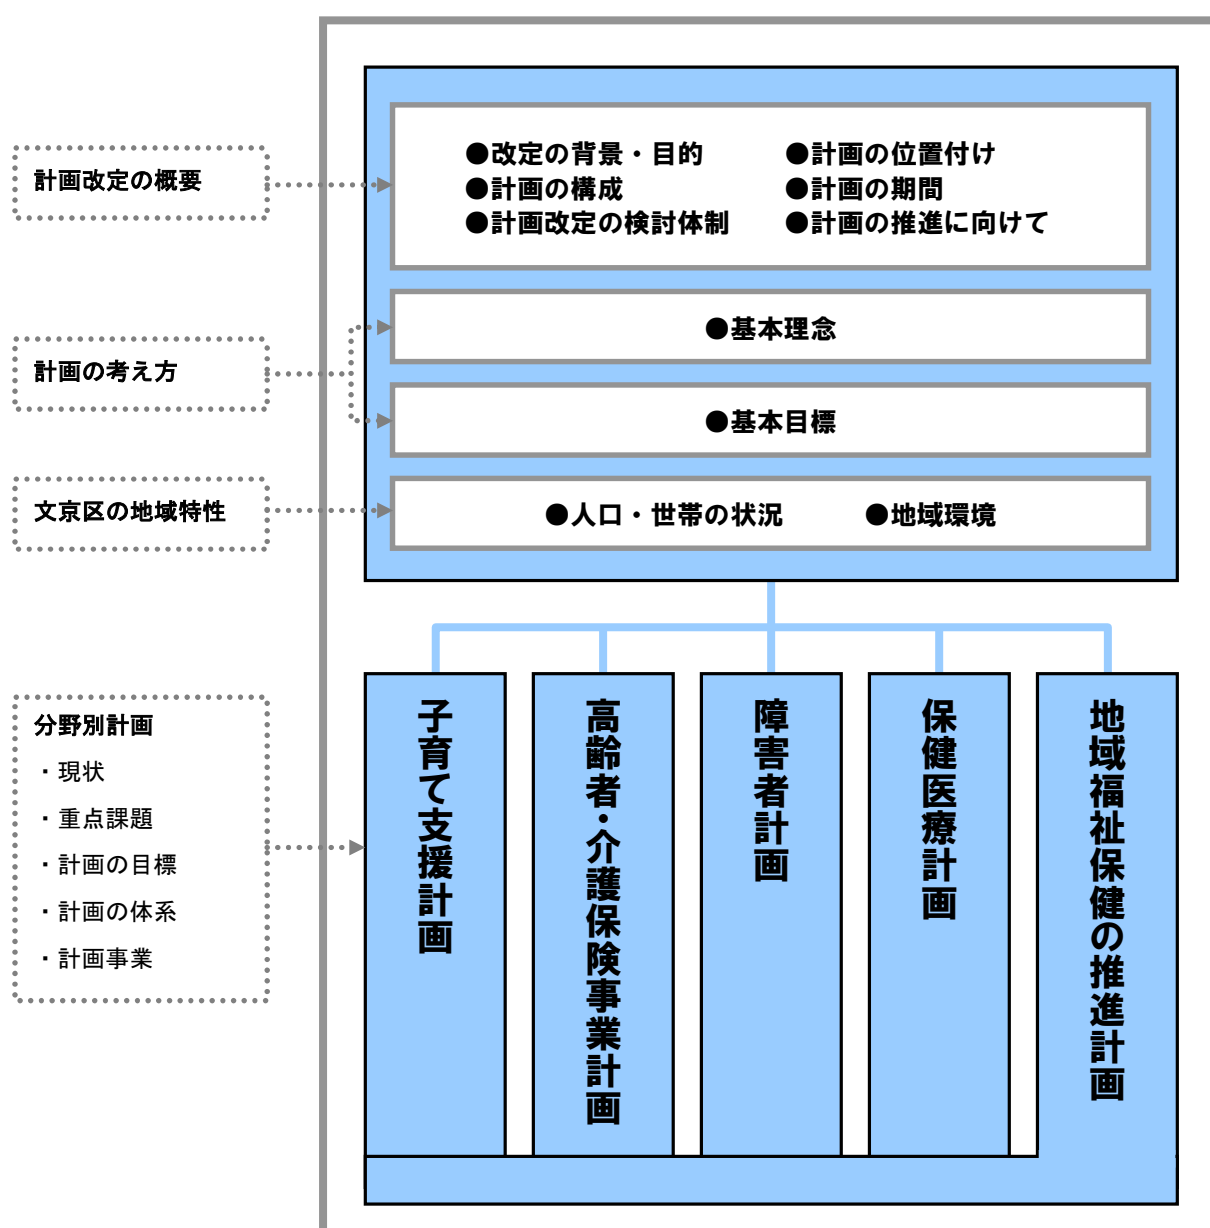 計画改定の概要
●改定の背景・目的
●計画の位置付け
●計画の構成
●計画の期間
●計画改定の検討体制
●計画の推進に向けて
計画の考え方
●基本理念
●基本目標
文京区の地域特性
●人口・世帯の状況
●地域環境
分野別計画
・現状
・重点課題
・計画の目標
・計画の体系
・計画事業
子育て支援計画
高齢者・介護保険事業計画
障害者計画
保健医療計画
地域福祉保健の推進計画